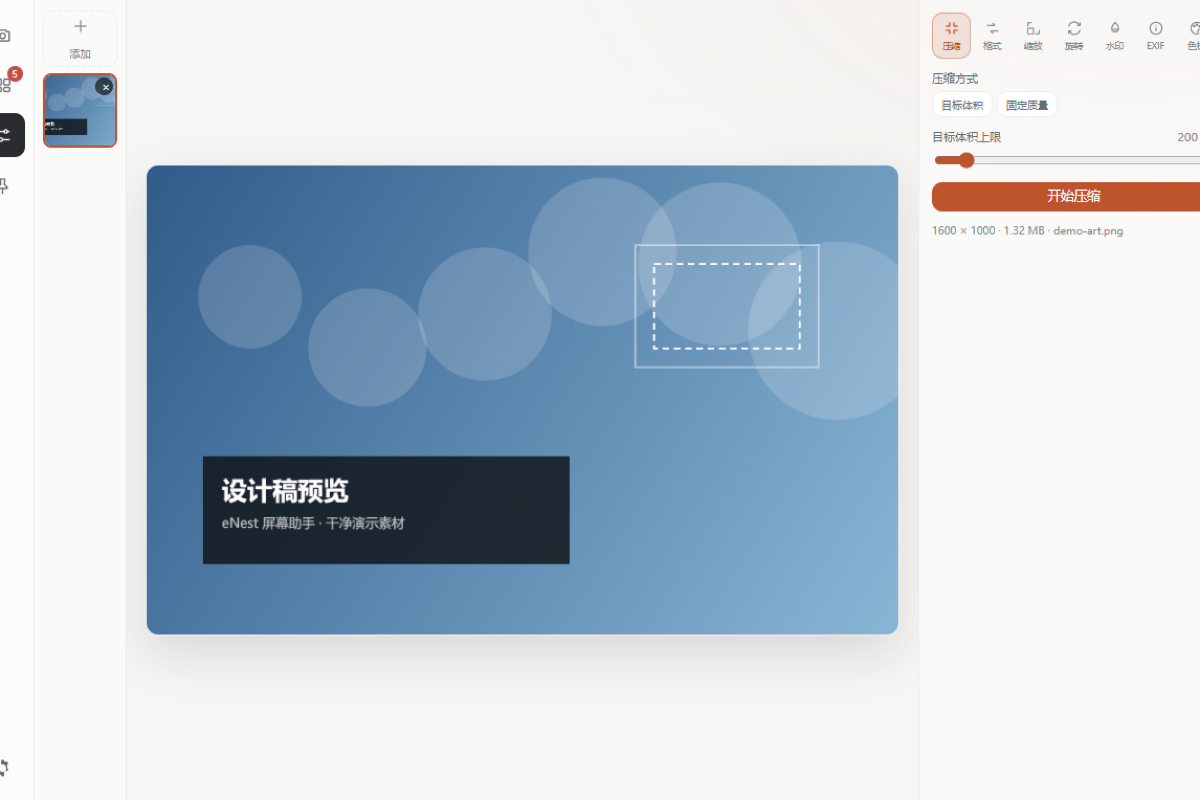 5
添加
设计稿预览
eNest 屏幕助手 · 干净演示素材
压缩
格式
缩放
旋转
水印
EXIF
压缩方式
目标体积
固定质量
目标体积上限
200
开始压缩
1600 × 1000 · 1.32 MB · demo-art.png